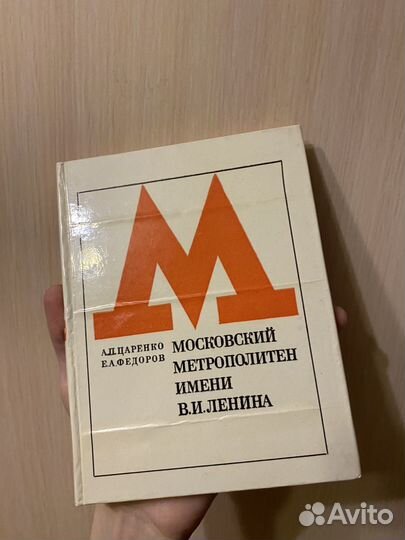 М
А.П.ЦАРЕНКО
Е.А.ФЕДОРОВ
МОСКОВСКИЙ
МЕТРОПОЛИТЕН
ИМЕНИ
В.И.ЛЕНИНА
Avito